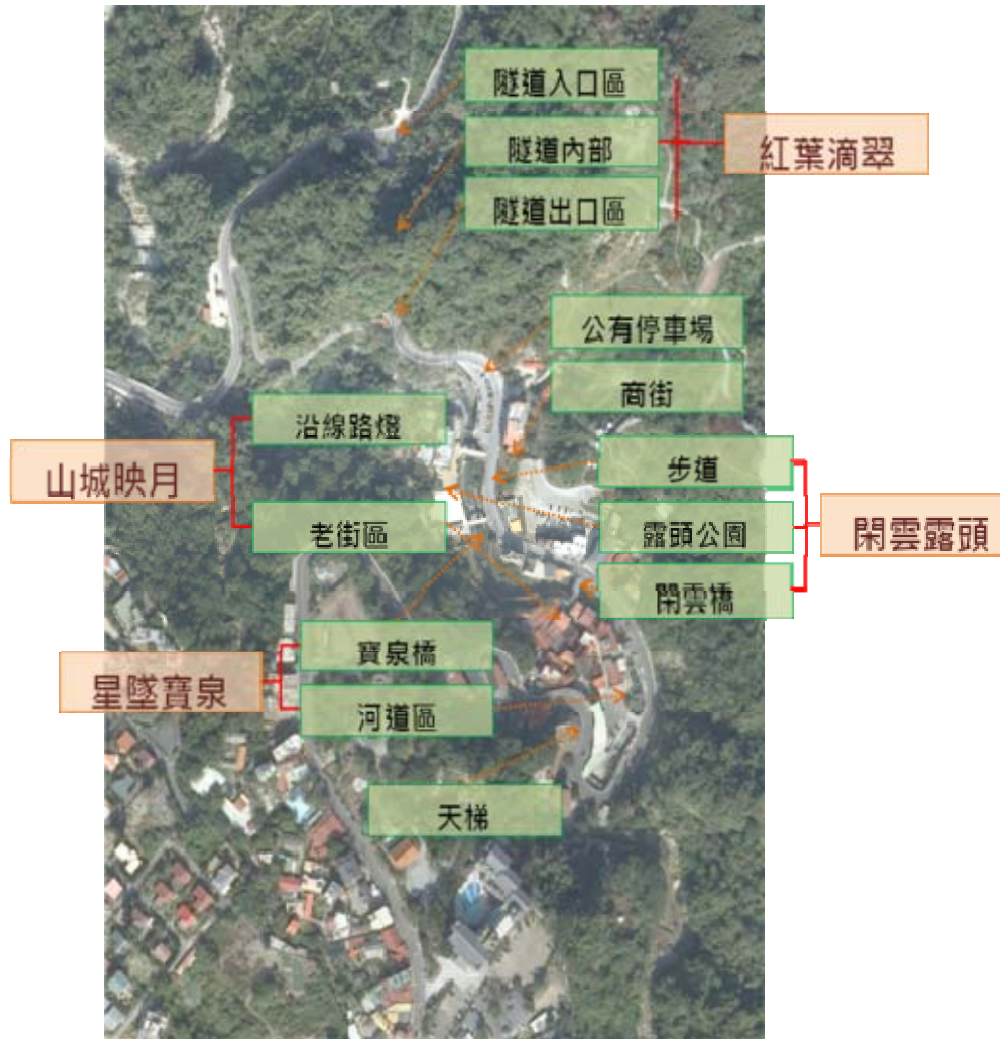 隧道入口區
隧道內部
隧道出口區
紅葉滴翠
公有停車場
商街
沿線路燈
老街區
山城映月
步道
露頭公園
閑雲橋
閑雲露頭
寶泉橋
河道區
星墜寶泉
天梯